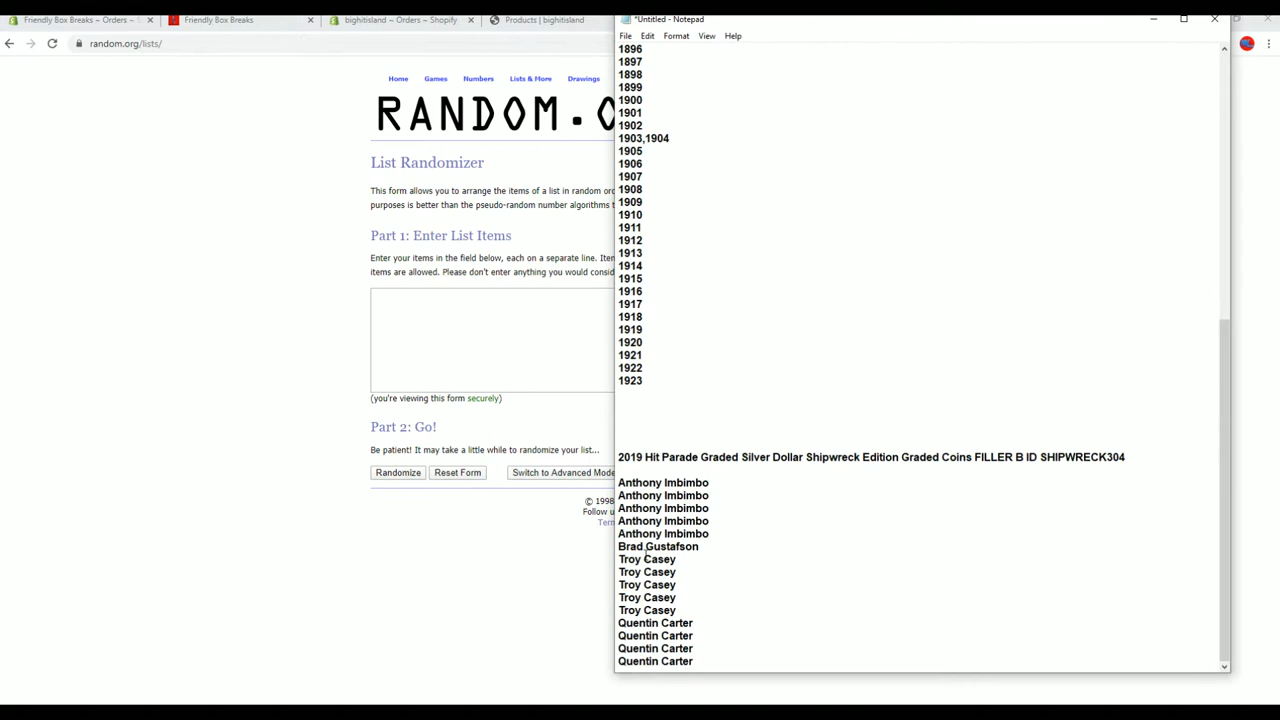 Friendly Box Breaks ~ Orders ~ S
Friendly Box Breaks
bighitisland ~ Orders ~ Shopify
Products | bighitisland
random.org/lists/
Home
Games
Numbers
Lists & More
Drawings
RANDOM.O
List Randomizer
This form allows you to arrange the items of a list in random ord
purposes is better than the pseudo-random number algorithms t
Part 1: Enter List Items
Enter your items in the field below, each on a separate line. Item
items are allowed. Please don't enter anything you would consid
(you're viewing this form securely)
Part 2: Go!
Be patient! It may take a little while to randomize your list...
Randomize
Reset Form
Switch to Advanced Mode
© 1998
Follow u
Term
*Untitled - Notepad
File
Edit
Format
View
Help
1896
1897
1898
1899
1900
1901
1902
1903,1904
1905
1906
1907
1908
1909
1910
1911
1912
1913
1914
1915
1916
1917
1918
1919
1920
1921
1922
1923
2019 Hit Parade Graded Silver Dollar Shipwreck Edition Graded Coins FILLER B ID SHIPWRECK304
Anthony Imbimbo
Anthony Imbimbo
Anthony Imbimbo
Anthony Imbimbo
Anthony Imbimbo
Brad Gustafson
Troy Casey
Troy Casey
Troy Casey
Troy Casey
Troy Casey
Quentin Carter
Quentin Carter
Quentin Carter
Quentin Carter